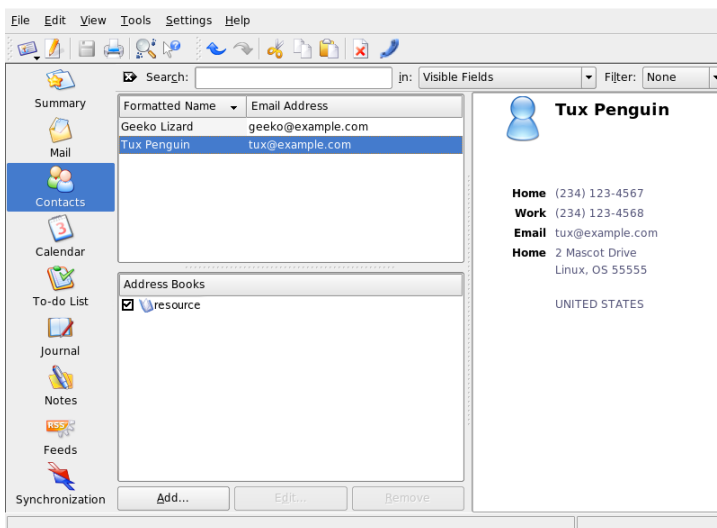 File Edit View Tools Settings Help
Search: in: Visible Fields Filter: None
Summary
Mail
Contacts
Calendar
3
To-do List
Journal
Notes
RSS
Feeds
Synchronization
Formatted Name Email Address
Geeko Lizard geeko@example.com
Tux Penguin tux@example.com
Address Books
resource
Add... Edit... Remove
Tux Penguin
Home (234) 123-4567
Work (234) 123-4568
Email tux@example.com
Home 2 Mascot Drive
Linux, OS 55555
UNITED STATES